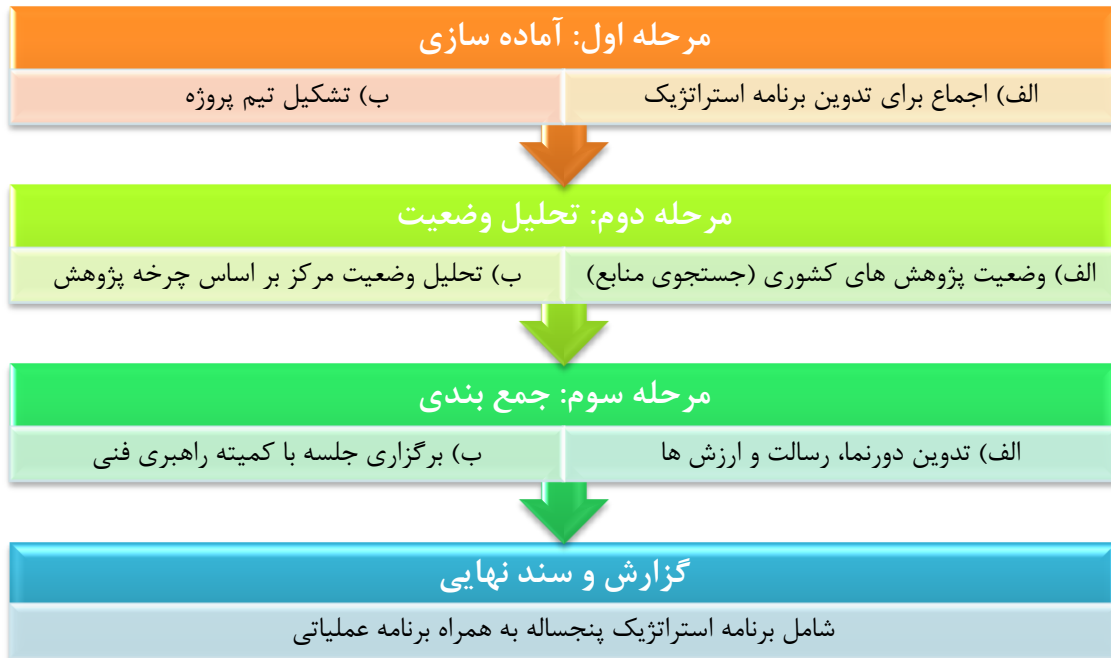 مرحله اول: آماده سازی
الف) اجماع برای تدوین برنامه استراتژیک
ب) تشکیل تیم پروژه
مرحله دوم: تحلیل وضعیت
الف) وضعیت پژوهش های کشوری (جستجوی منابع)
ب) تحلیل وضعیت مرکز بر اساس چرخه پژوهش
مرحله سوم: جمع بندی
الف) تدوین دورنما، رسالت و ارزش ها
ب) برگزاری جلسه با کمیته راهبری فنی
گزارش و سند نهایی
شامل برنامه استراتژیک پنجساله به همراه برنامه عملیاتی